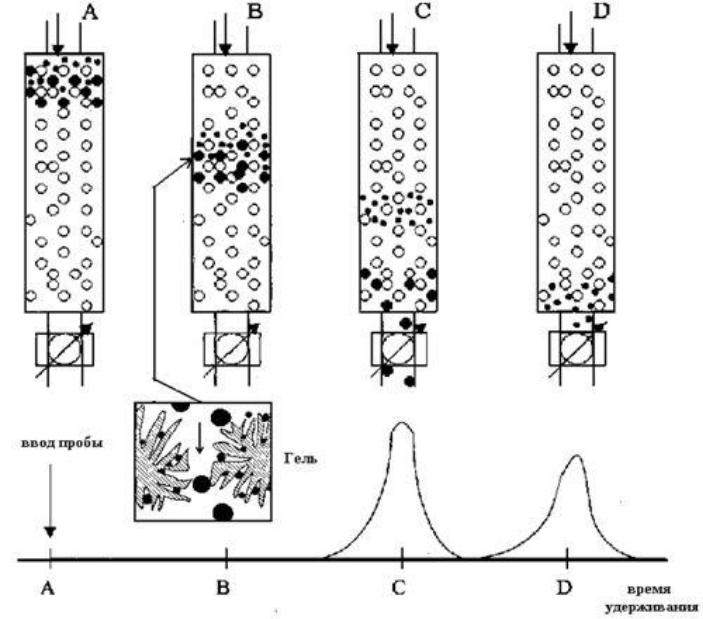 A B C D
ввод пробы
Гель
A B C D
время
удерживания